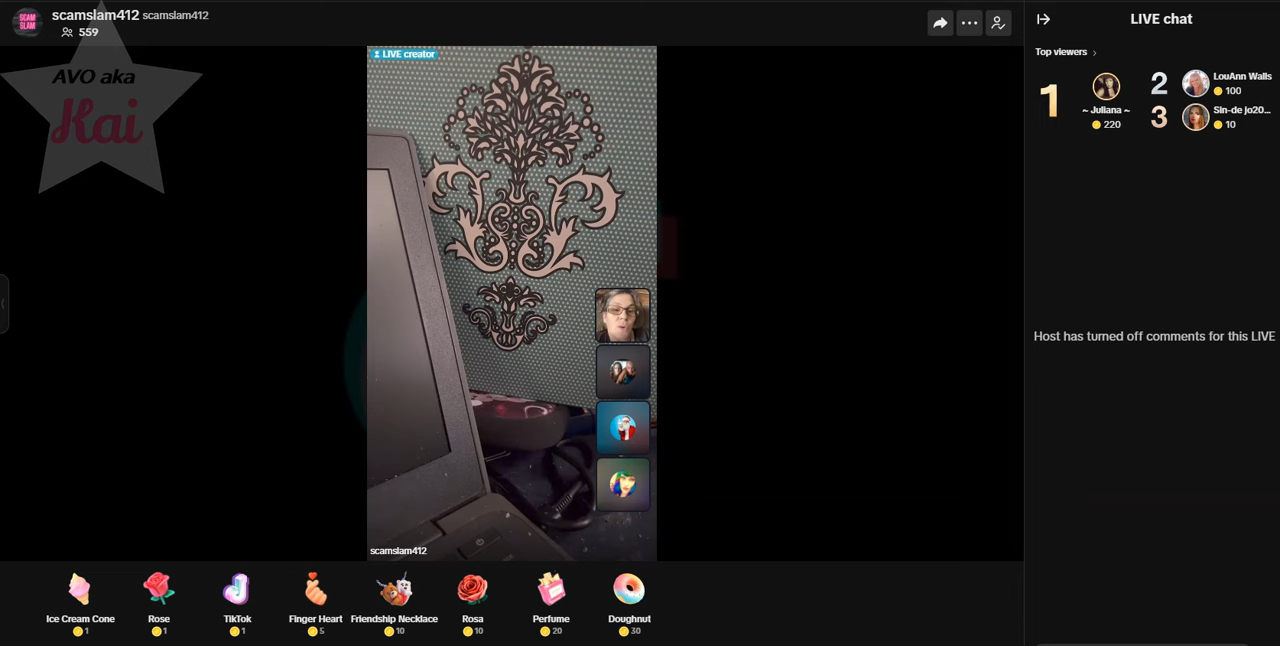 SCAM
SLAM
scamslam412 scamslam412
559
AVO aka
Kai
LIVE creator
scamslam412
Ice Cream Cone
1
Rose
1
TikTok
1
Finger Heart
5
Friendship Necklace
10
Rosa
10
Perfume
20
Doughnut
30
LIVE chat
Top viewers
1
~ Juliana ~
220
2
LouAnn Walls
100
3
Sin-de jo20...
10
Host has turned off comments for this LIVE